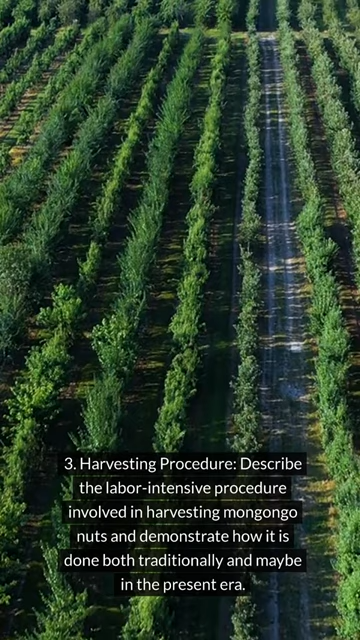 3. Harvesting Procedure: Describe
the labor-intensive procedure
involved in harvesting mongongo
nuts and demonstrate how it is
done both traditionally and maybe
in the present era.